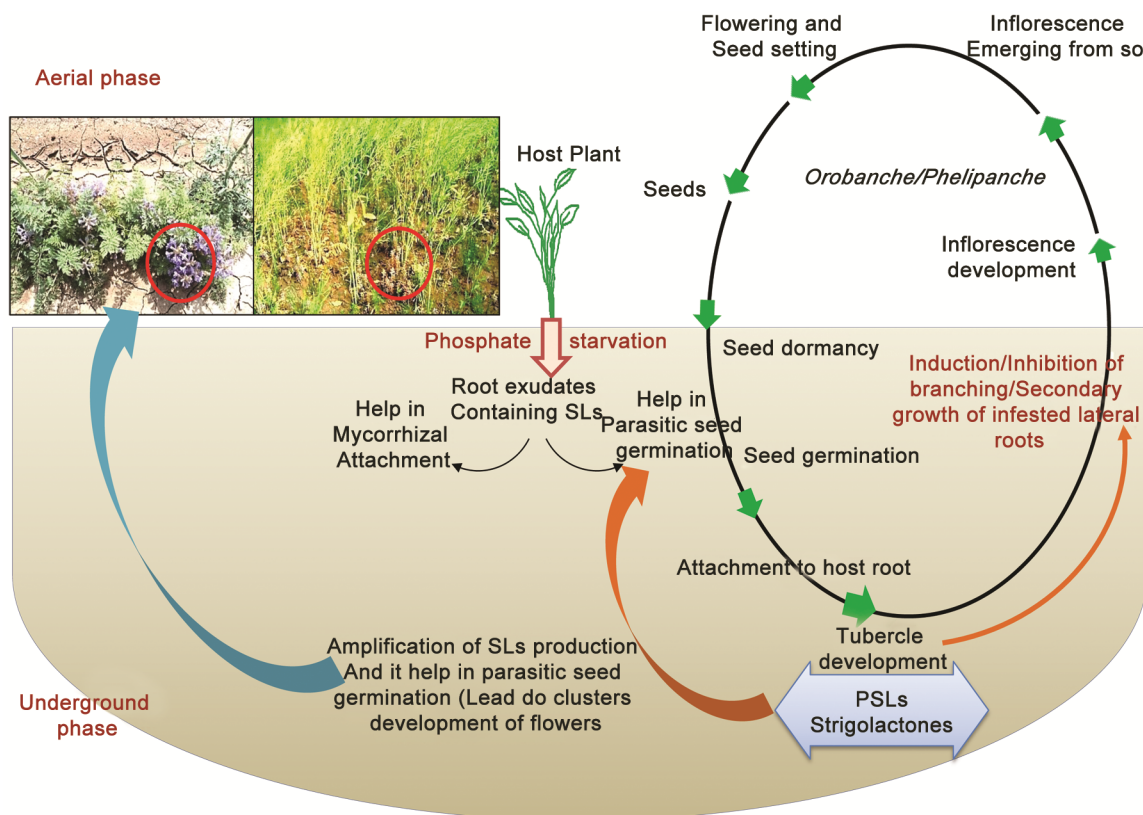 Aerial phase
Flowering and
Seed setting
Inflorescence
Emerging from so
Host Plant
Seeds
Orobanche/Phelipanche
Inflorescence
development
Phosphate starvation
Seed dormancy
Root exudates
Containing SLs
Help in
Mycorrhizal
Attachment
Help in
Parasitic seed
germination
Induction/Inhibition of
branching/Secondary
growth of infested lateral
roots
Seed germination
Attachment to host root
Tubercle
development
Amplification of SLs production
And it help in parasitic seed
germination (Lead do clusters
development of flowers
PSLs
Strigolactones
Underground
phase